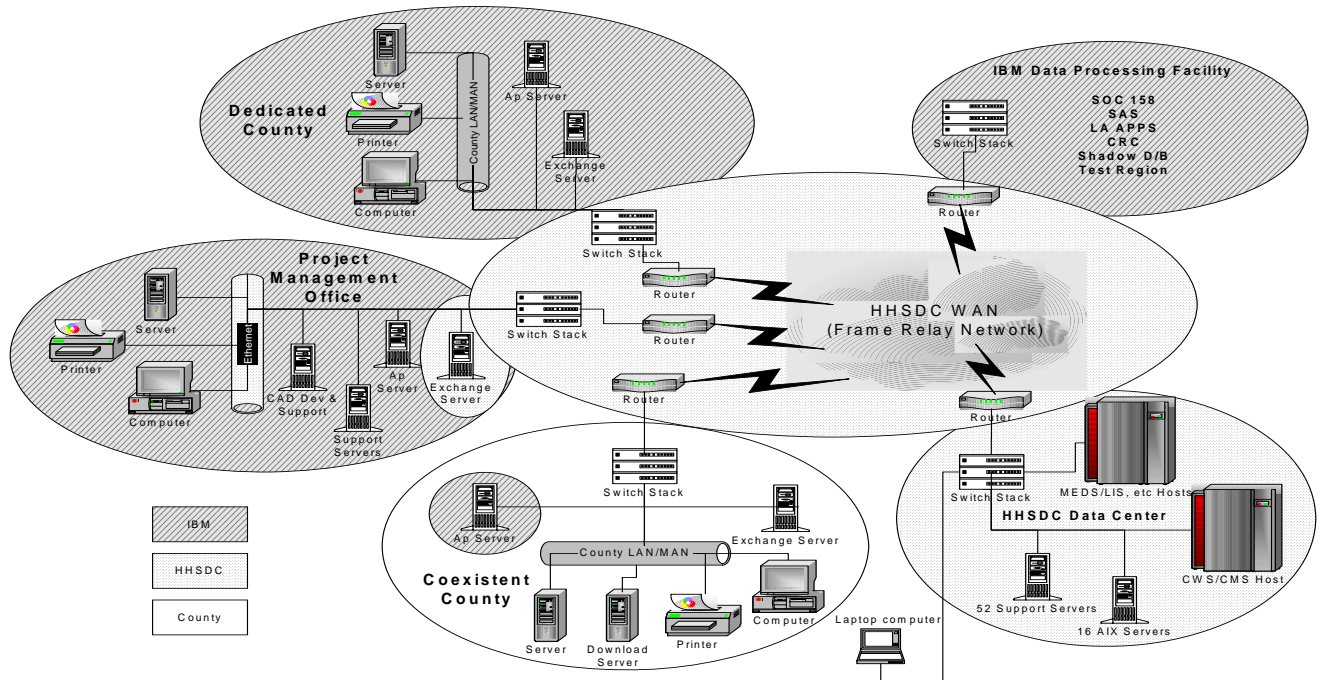 Dedicated
County
Server
Printer
Computer
County LAN/MAN
Ap Server
Exchange
Server
Switch Stack
Router
IBM Data Processing Facility
SOC 158
SAS
LA APPS
CRC
Shadow D/B
Test Region
Switch Stack
Router
Project
Management
Office
Server
Printer
Computer
Ethernet
CAD Dev &
Support
Support
Servers
Ap
Server
Exchange
Server
Switch Stack
Router
HHSDC WAN
(Frame Relay Network)
Router
Switch Stack
Ap Server
Exchange Server
County LAN/MAN
Coexistent
County
Server
Download
Server
Printer
Computer
Router
Switch Stack
MEDS/LIS, etc Hosts
HHSDC Data Center
CWS/CMS Host
52 Support Servers
16 AIX Servers
Laptop computer
IBM
HHSDC
County